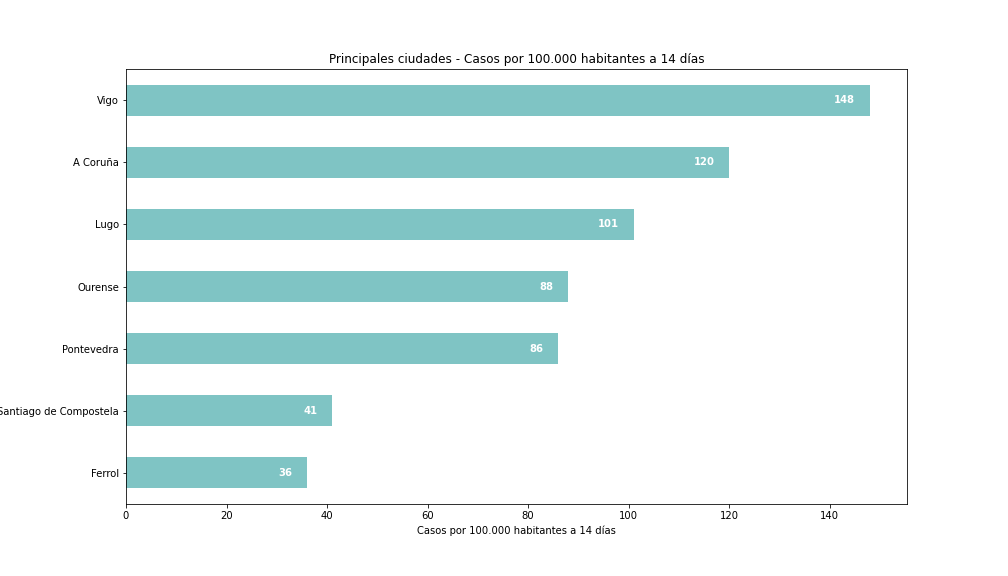 Principales ciudades - Casos por 100.000 habitantes a 14 días
Vigo 148
A Coruña 120
Lugo 101
Ourense 88
Pontevedra 86
Santiago de Compostela 41
Ferrol 36
0 20 40 60 80 100 120 140
Casos por 100.000 habitantes a 14 días